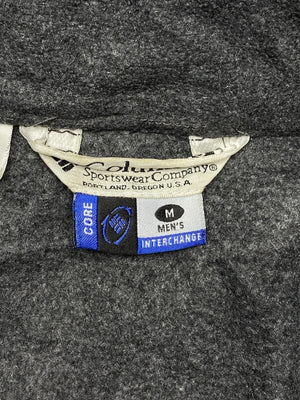 Sportswear Company®
PORTLAND, OREGON U.S.A.
CORE
M
MEN'S
INTERCHANGE